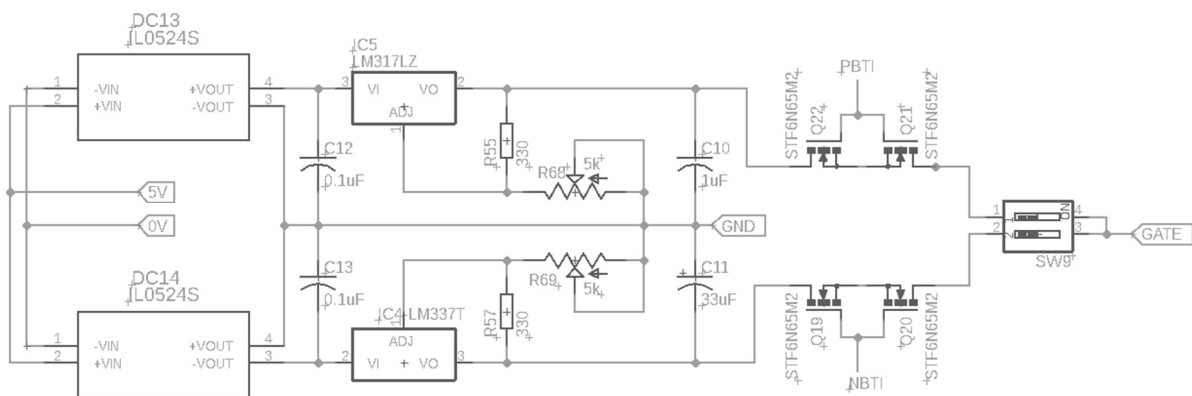 DC13
IL0524S
1
-VIN
+VOUT
4
2
+VIN
-VOUT
3
IC5
LM317LZ
3
VI
VO
2
ADJ
1
C12
0.1uF
R55
330
R68
5k
C10
1uF
STF6N65M2
Q22
PBTI
Q21
STF6N65M2
5V
0V
GND
1
2
1
2
ON
4
3
SW9
GATE
DC14
IL0524S
1
-VIN
+VOUT
4
2
+VIN
-VOUT
3
C13
0.1uF
IC4
LM337T
1
ADJ
2
VI
VO
3
R57
330
R69
5k
C11
33uF
STF6N65M2
Q19
NBTI
Q20
STF6N65M2